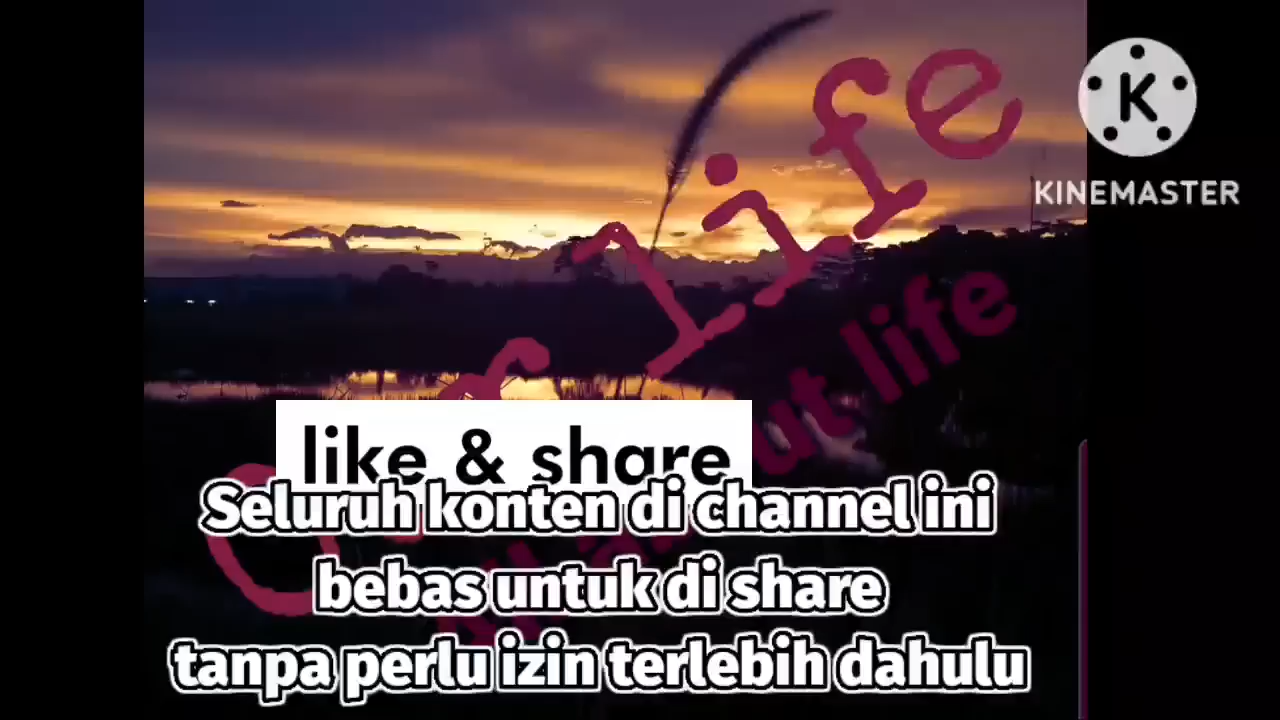 K
KINEMASTER
life
ut life
like & share
Seluruh konten di channel ini
bebas untuk di share
tanpa perlu izin terlebih dahulu